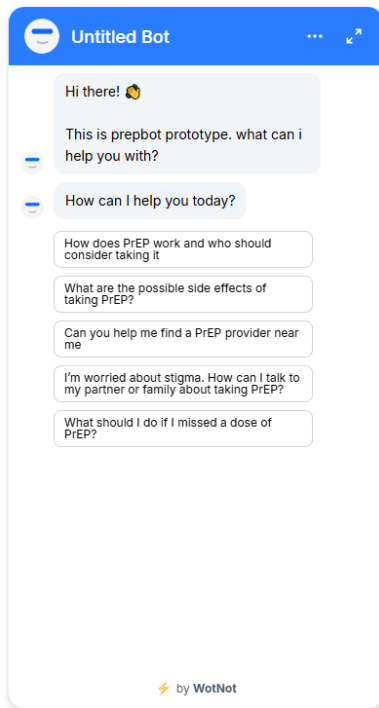 Untitled Bot
Hi there! 👏
This is prepbot prototype. what can i
help you with?
How can I help you today?
How does PrEP work and who should
consider taking it
What are the possible side effects of
taking PrEP?
Can you help me find a PrEP provider near
me
I'm worried about stigma. How can I talk to
my partner or family about taking PrEP?
What should I do if I missed a dose of
PrEP?
⚡ by WotNot